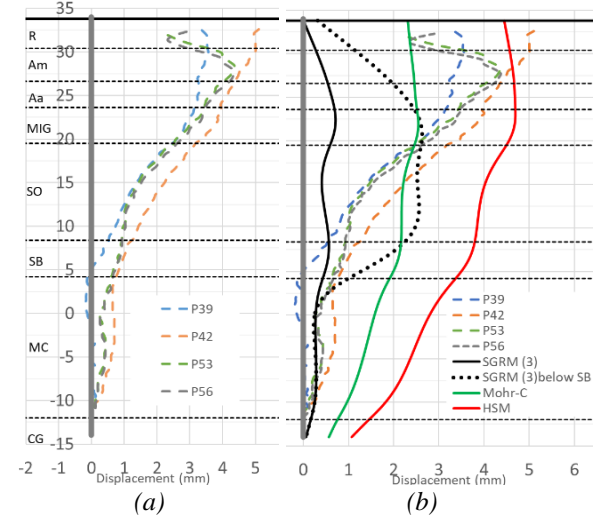 35
R
30
Am
25
Aa
MIG
20
SO
15
10
SB
5
P39
0
P42
MC
-5
P53
P56
-10
CG
-15
-2 -1 0 1 2 3 4 5
Displacement (mm)
(a)
P39
P42
P53
P56
SGRM (3)
SGRM (3)below SB
Mohr-C
HSM
0 1 2 3 4 5 6
Displacement (mm)
(b)